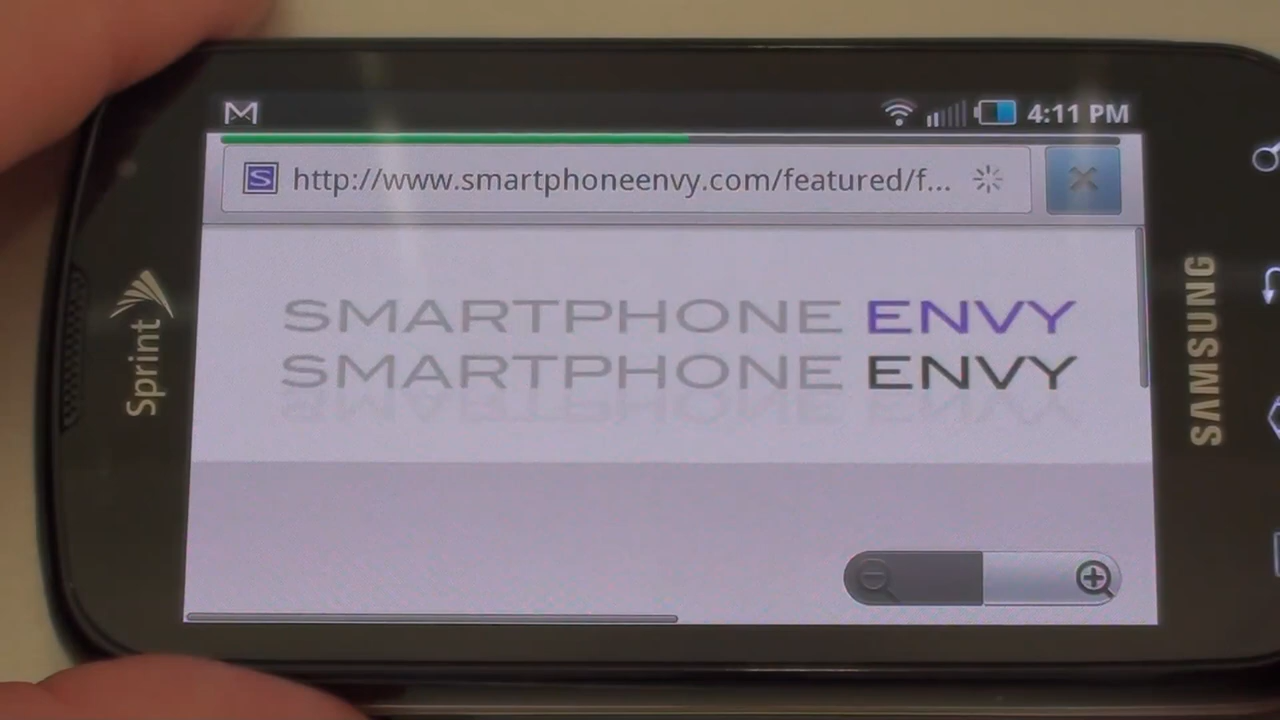 4:11 PM
S http://www.smartphoneenvy.com/featured/f...
SMARTPHONE ENVY
SMARTPHONE ENVY
Sprint
SAMSUNG